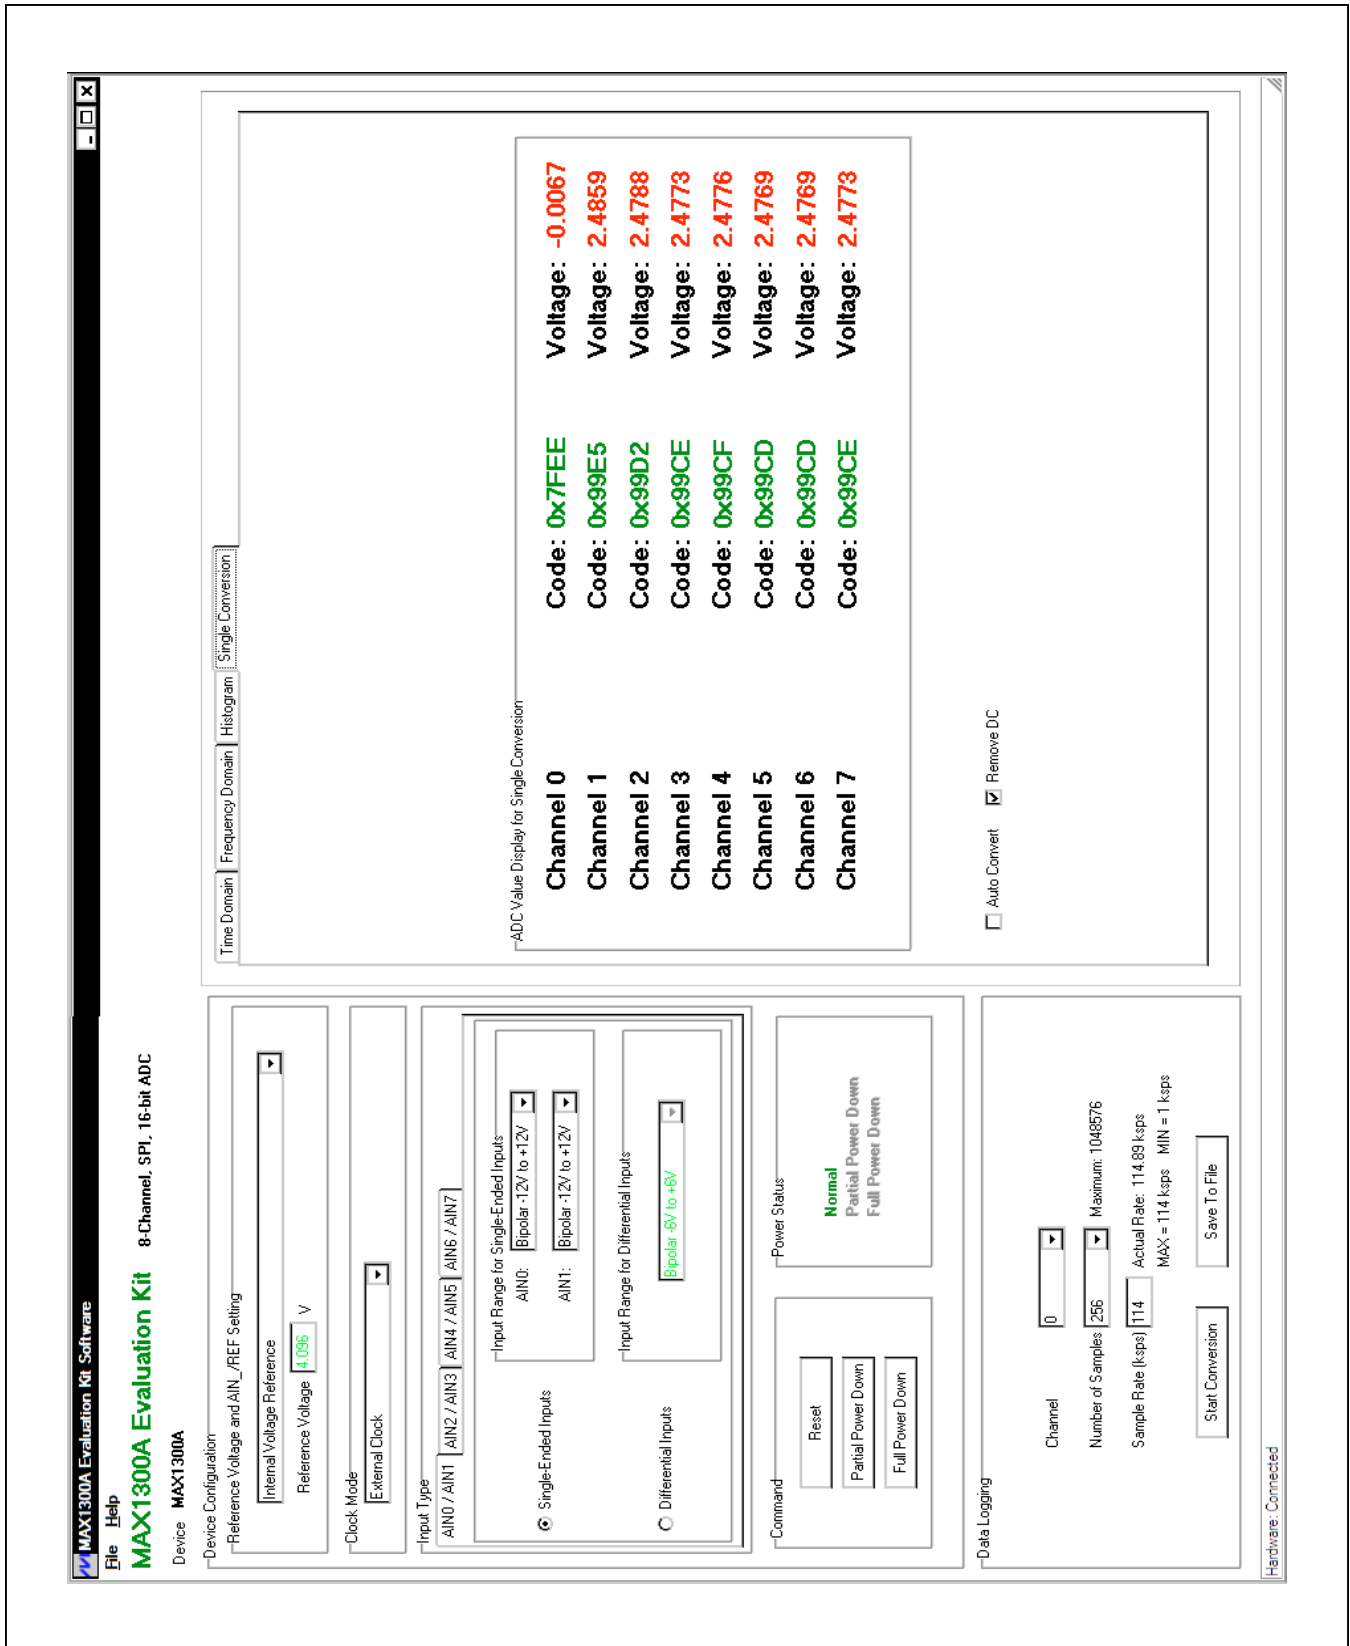 MAX1300A Evaluation Kit Software
File Help
MAX1300A Evaluation Kit 8-Channel, SPI, 16-bit ADC
Device MAX1300A
Device Configuration
Reference Voltage and AIN_/REF Setting
Internal Voltage Reference
Reference Voltage 4.096 V
Clock Mode
External Clock
Input Type
AIN0 / AIN1 AIN2 / AIN3 AIN4 / AIN5 AIN6 / AIN7
Single-Ended Inputs
Input Range for Single-Ended Inputs
AIN0: Bipolar -12V to +12V
AIN1: Bipolar -12V to +12V
Differential Inputs
Input Range for Differential Inputs
Bipolar -6V to +6V
Command
Reset
Partial Power Down
Full Power Down
Power Status
Normal
Partial Power Down
Full Power Down
Data Logging
Channel 0
Number of Samples 256 Maximum: 1048576
Sample Rate (ksps) 114 Actual Rate: 114.89 ksps
MAX = 114 ksps MIN = 1 ksps
Start Conversion Save To File
Time Domain Frequency Domain Histogram Single Conversion
ADC Value Display for Single Conversion
Channel 0 Code: 0x7FEE Voltage: -0.0067
Channel 1 Code: 0x99E5 Voltage: 2.4859
Channel 2 Code: 0x99D2 Voltage: 2.4788
Channel 3 Code: 0x99CE Voltage: 2.4773
Channel 4 Code: 0x99CF Voltage: 2.4776
Channel 5 Code: 0x99CD Voltage: 2.4769
Channel 6 Code: 0x99CD Voltage: 2.4769
Channel 7 Code: 0x99CE Voltage: 2.4773
Auto Convert Remove DC
Hardware: Connected